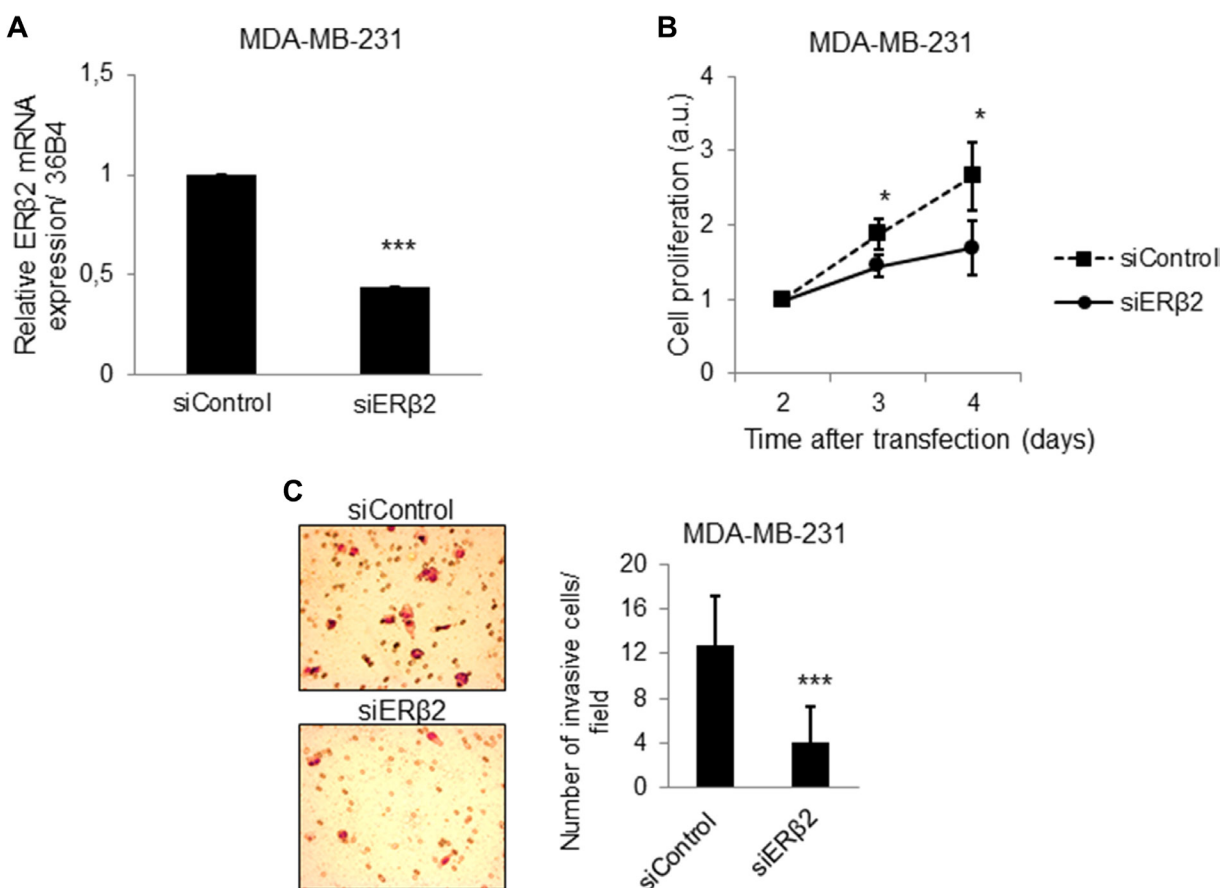 A
MDA-MB-231
Relative ERβ2 mRNA
expression/ 36B4
1,5
1
0,5
0
***
siControl
siERβ2
B
MDA-MB-231
Cell proliferation (a.u.)
4
3
2
1
0
*
*
2
3
4
Time after transfection (days)
siControl
siERβ2
C
siControl
siERβ2
MDA-MB-231
Number of invasive cells/
field
20
16
12
8
4
0
***
siControl
siERβ2